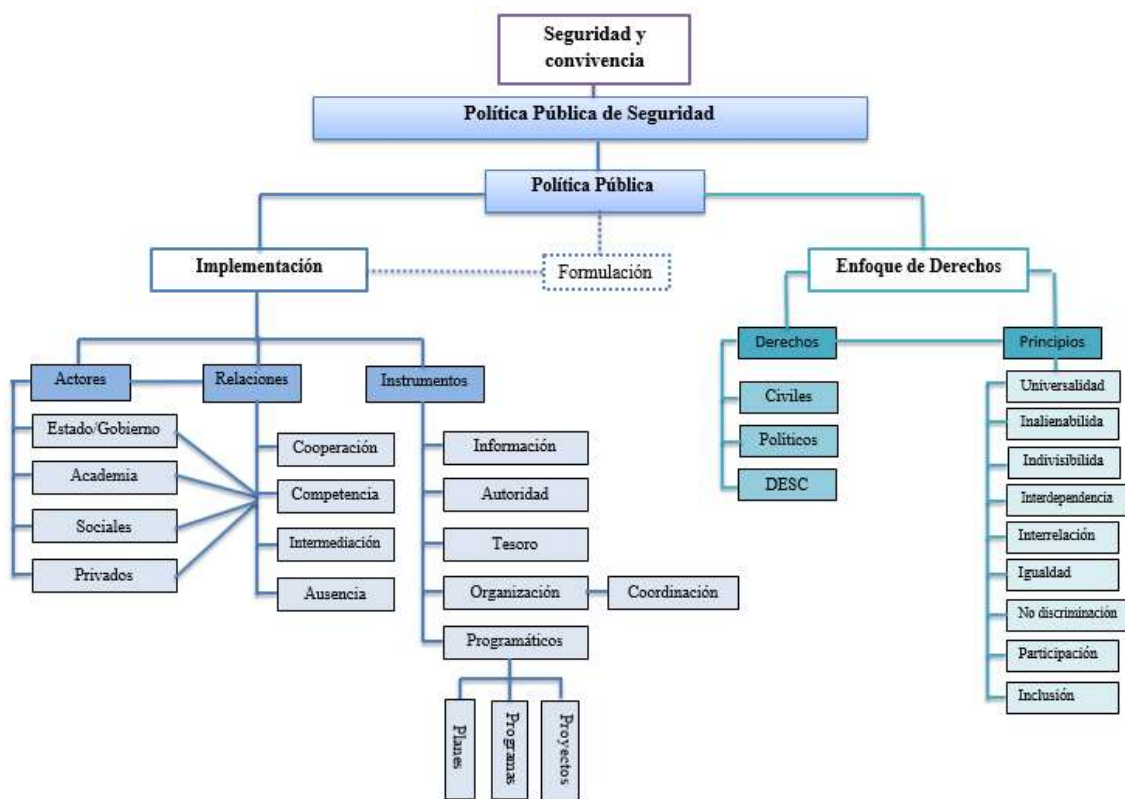 Seguridad y
convivencia
Política Pública de Seguridad
Política Pública
Implementación
Formulación
Enfoque de Derechos
Actores
Relaciones
Instrumentos
Derechos
Principios
Estado/Gobierno
Academia
Sociales
Privados
Cooperación
Competencia
Intermediación
Ausencia
Información
Autoridad
Tesoro
Organización
Coordinación
Programáticos
Planes
Programas
Proyectos
Civiles
Políticos
DESC
Universalidad
Inalienabilida
Indivisibilida
Interdependencia
Interrelación
Igualdad
No discriminación
Participación
Inclusión